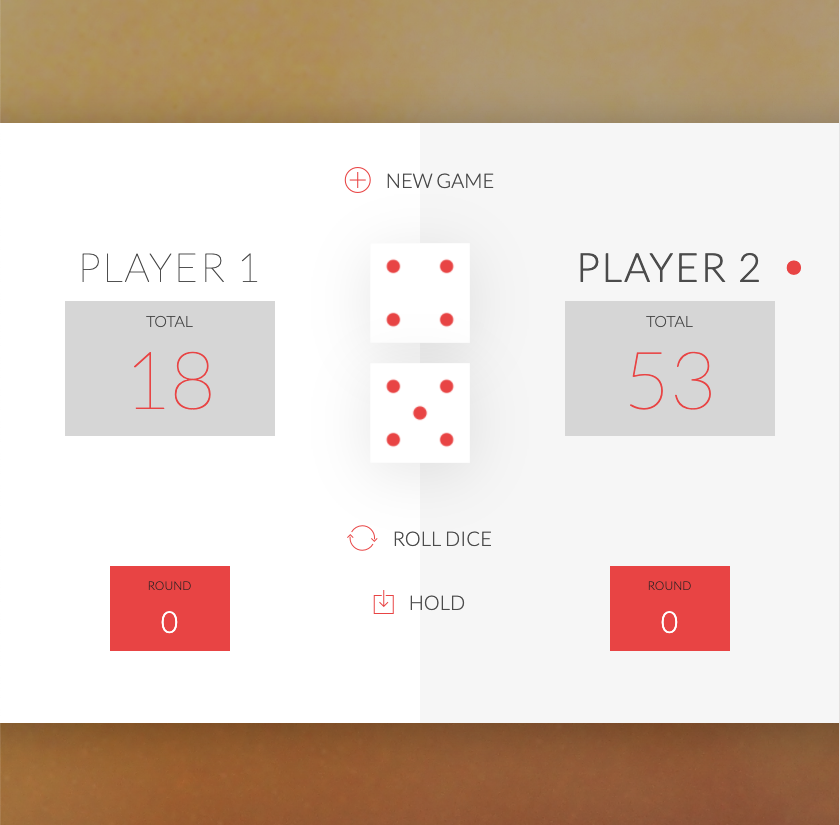 NEW GAME
PLAYER 1
TOTAL
18
PLAYER 2
TOTAL
53
ROLL DICE
HOLD
ROUND
0
ROUND
0